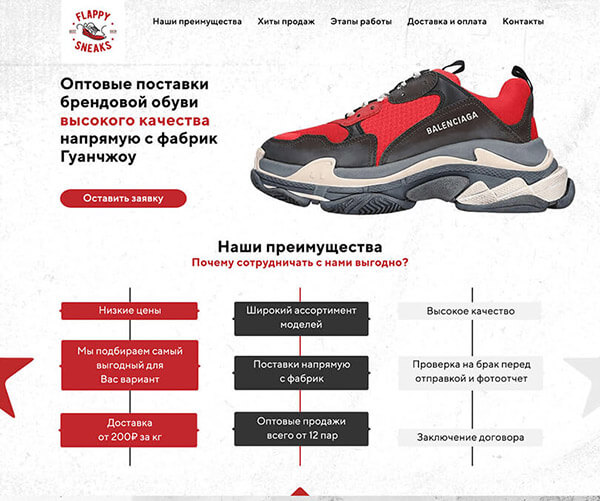 FLAPPY
SNEAKS
Наши преимущества
Хиты продаж
Этапы работы
Доставка и оплата
Контакты
Оптовые поставки
брендовой обуви
высокого качества
напрямую с фабрик
Гуанчжоу
BALENCIAGA
Оставить заявку
Наши преимущества
Почему сотрудничать с нами выгодно?
Низкие цены
Широкий ассортимент
моделей
Высокое качество
Мы подбираем самый
выгодный для
Вас вариант
Поставки напрямую
с фабрик
Проверка на брак перед
отправкой и фотоотчет
Доставка
от 200₽ за кг
Оптовые продажи
всего от 12 пар
Заключение договора